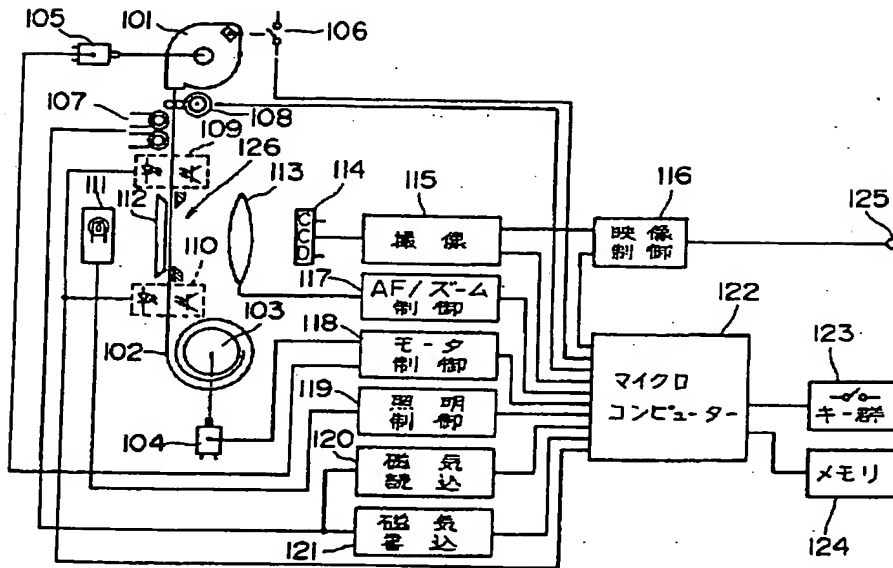 105
101
106
107
108
109
126
113
114
115
116
125
111
112
C
C
D
撮像
映像
制御
110
117
AF/ズーム
制御
122
103
118
モータ
制御
マイクロ
コンピューター
123
キー群
102
119
照明
制御
104
120
磁気
読込
メモリ
124
121
磁気
書込